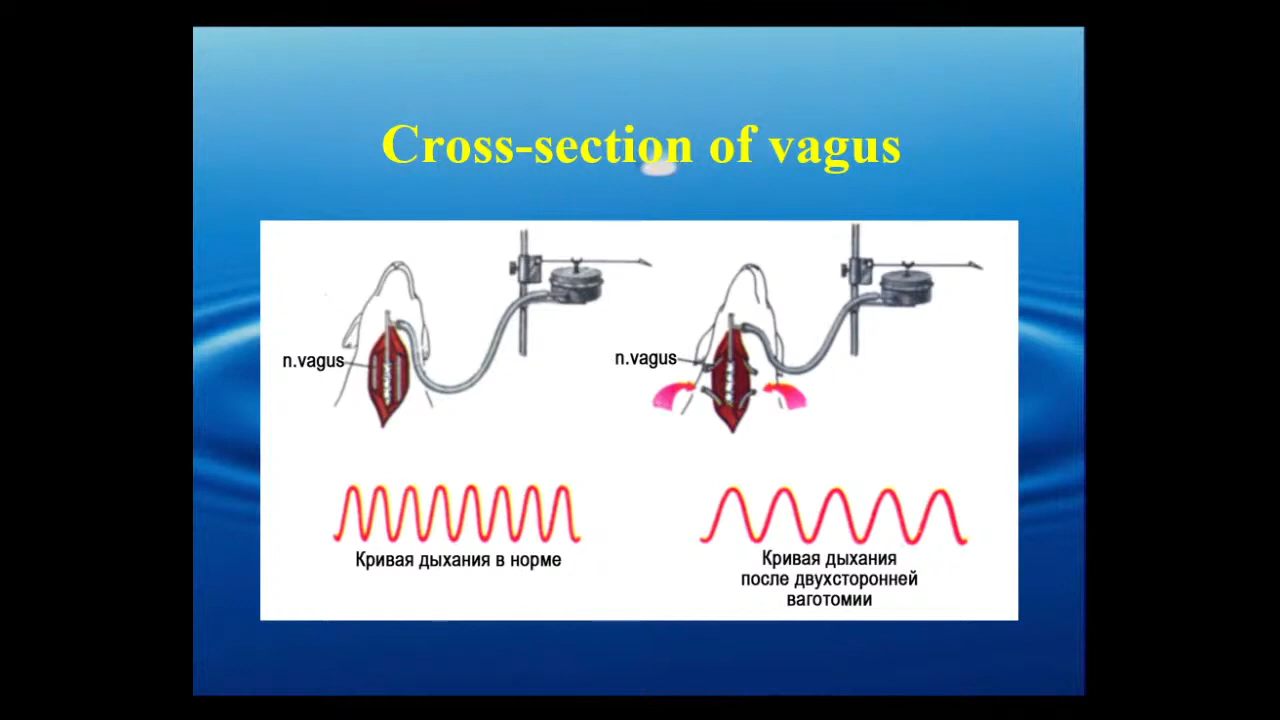 Cross-section of vagus
n.vagus
n.vagus
Кривая дыхания в норме
Кривая дыхания
после двухсторонней
ваготомии